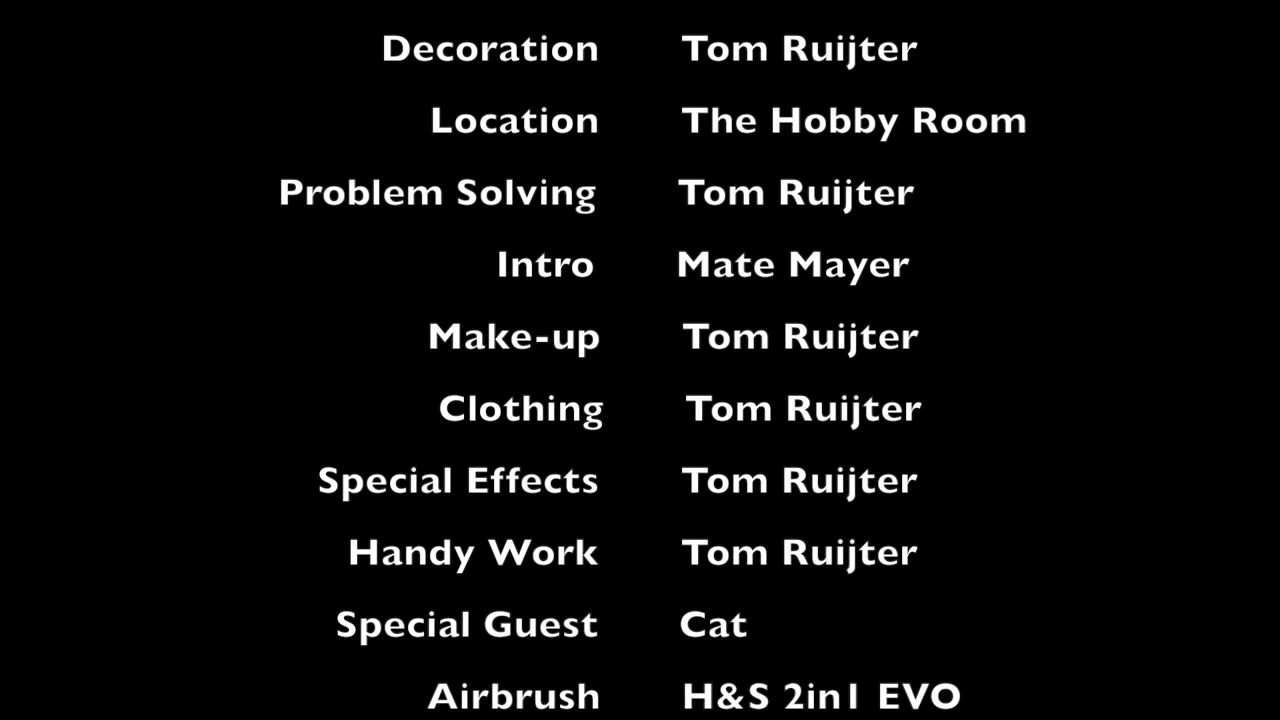 Decoration Tom Ruijter
Location The Hobby Room
Problem Solving Tom Ruijter
Intro Mate Mayer
Make-up Tom Ruijter
Clothing Tom Ruijter
Special Effects Tom Ruijter
Handy Work Tom Ruijter
Special Guest Cat
Airbrush H&S 2in1 EVO